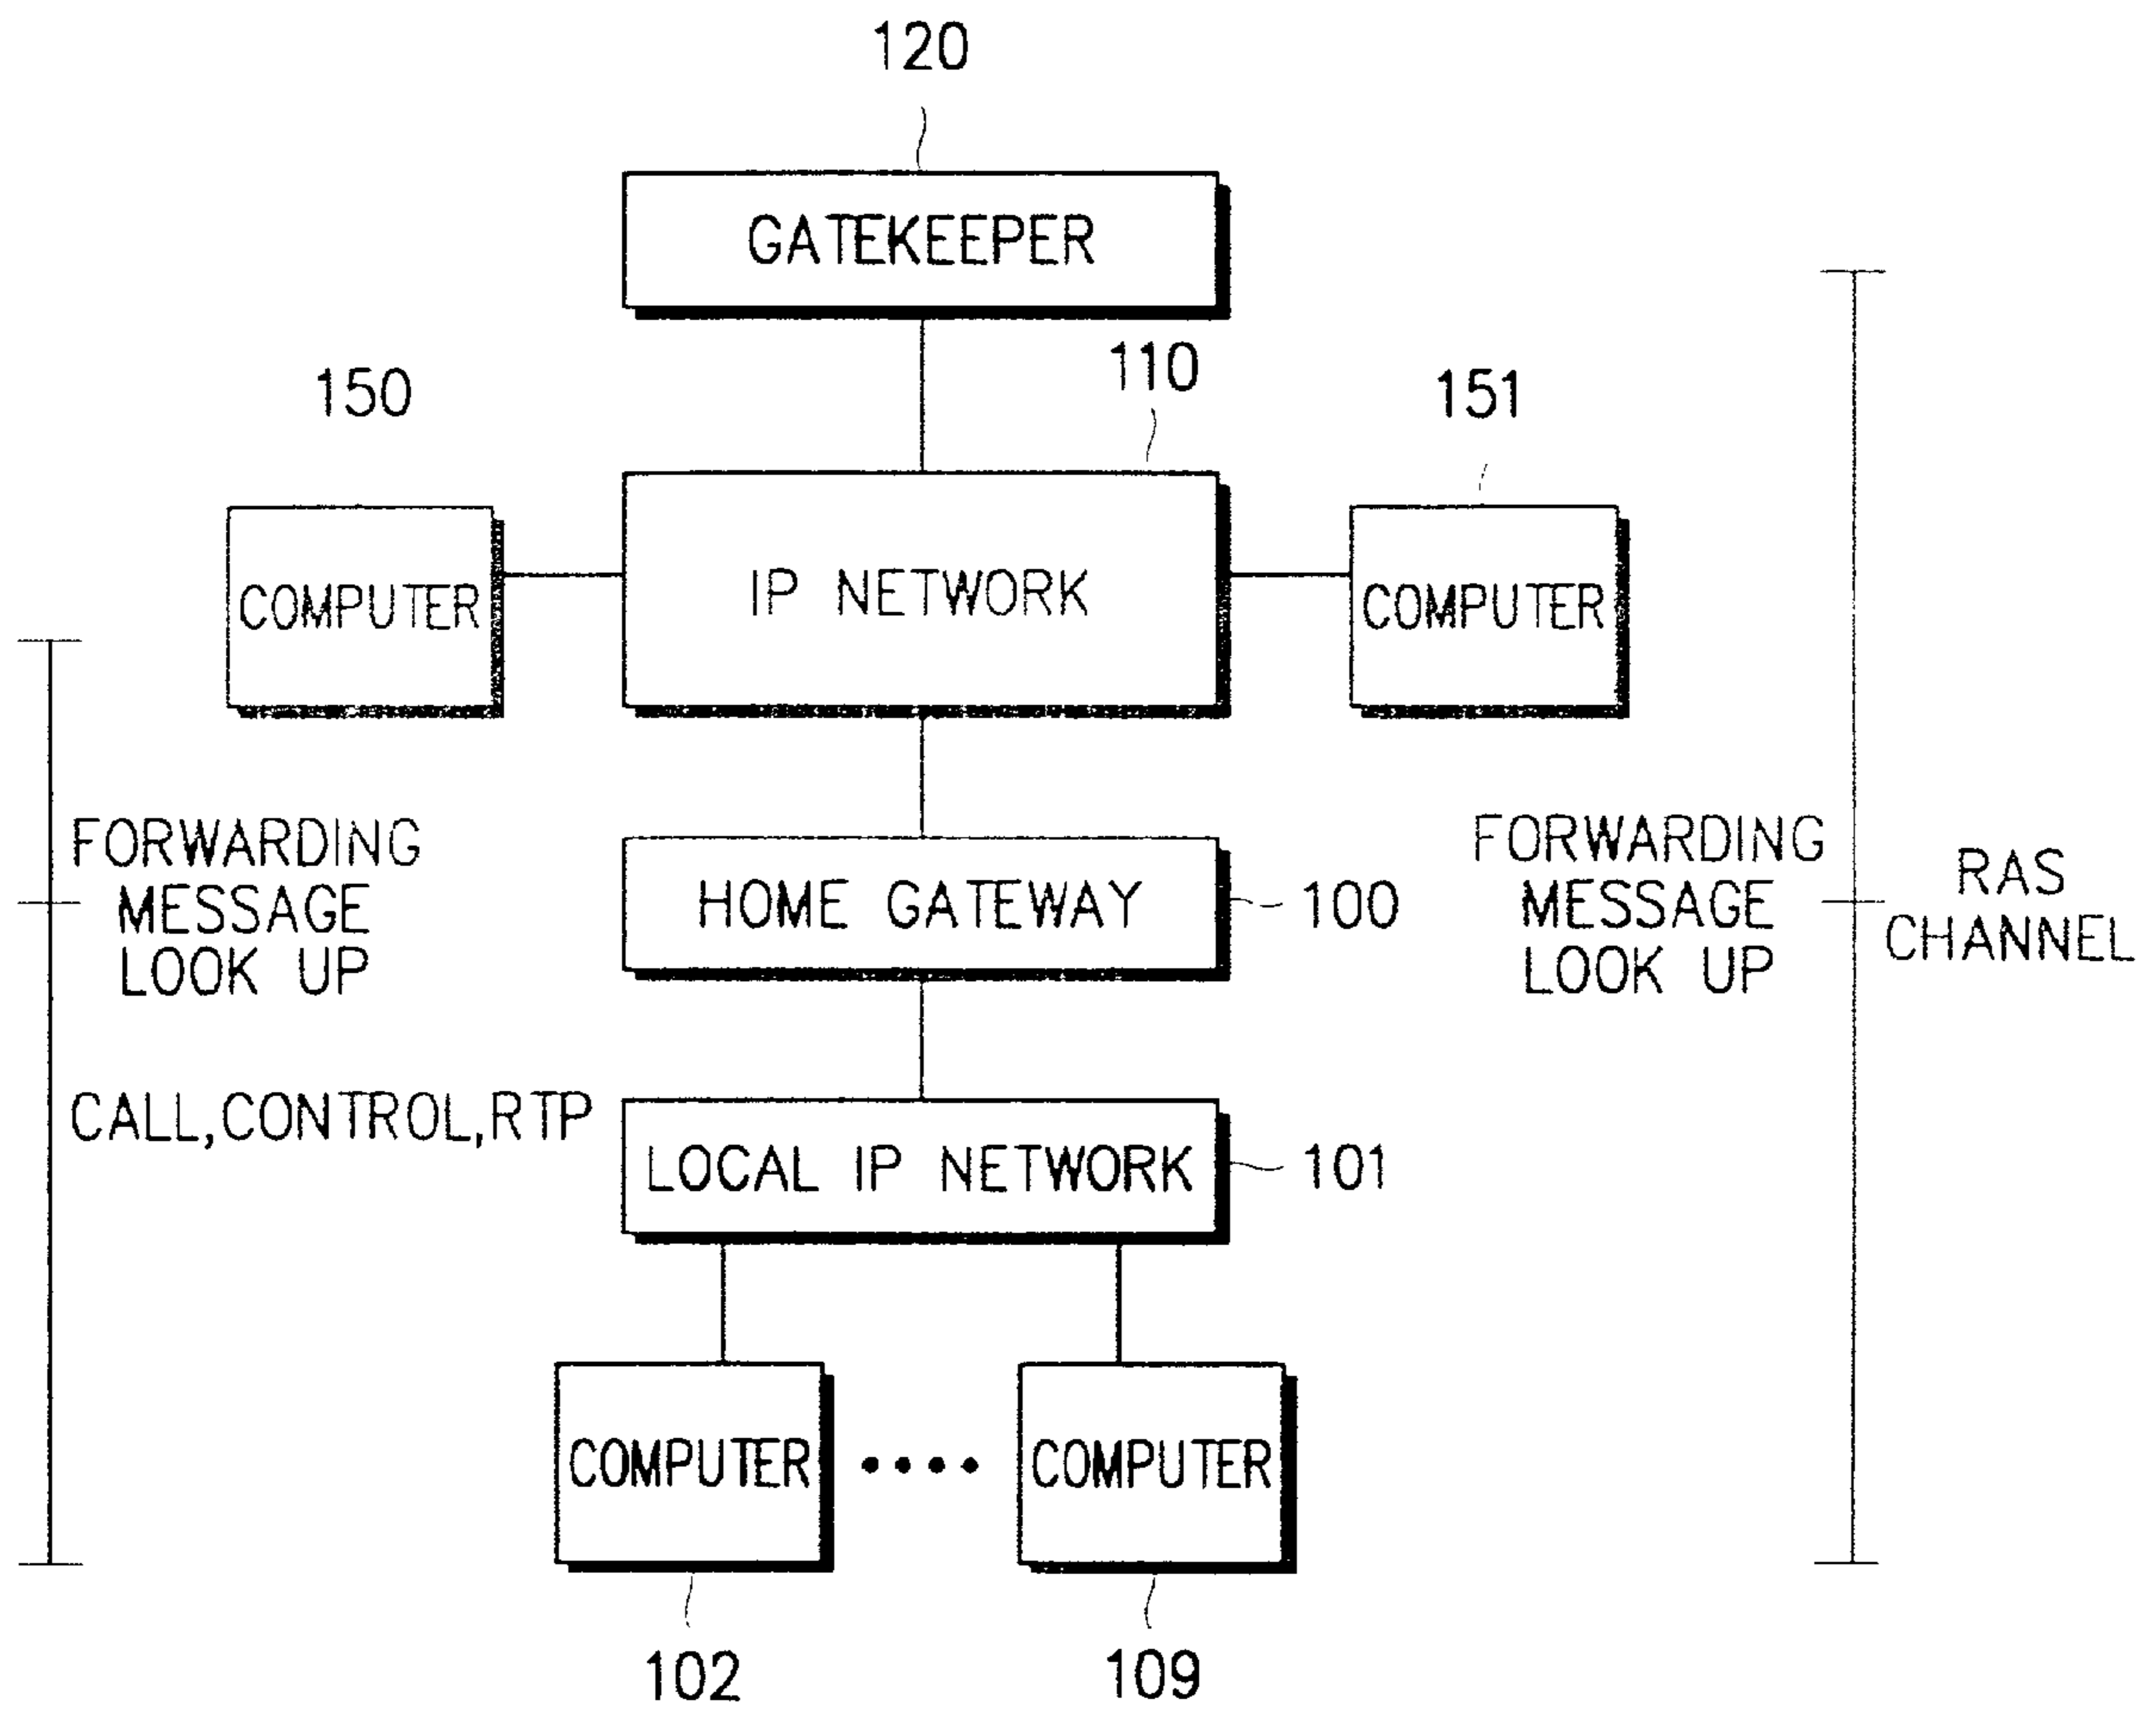 120
GATEKEEPER
110
150
151
COMPUTER
IP NETWORK
COMPUTER
FORWARDING
MESSAGE
LOOK UP
HOME GATEWAY
100
FORWARDING
MESSAGE
LOOK UP
RAS
CHANNEL
CALL,CONTROL,RTP
LOCAL IP NETWORK
101
COMPUTER
COMPUTER
102
109